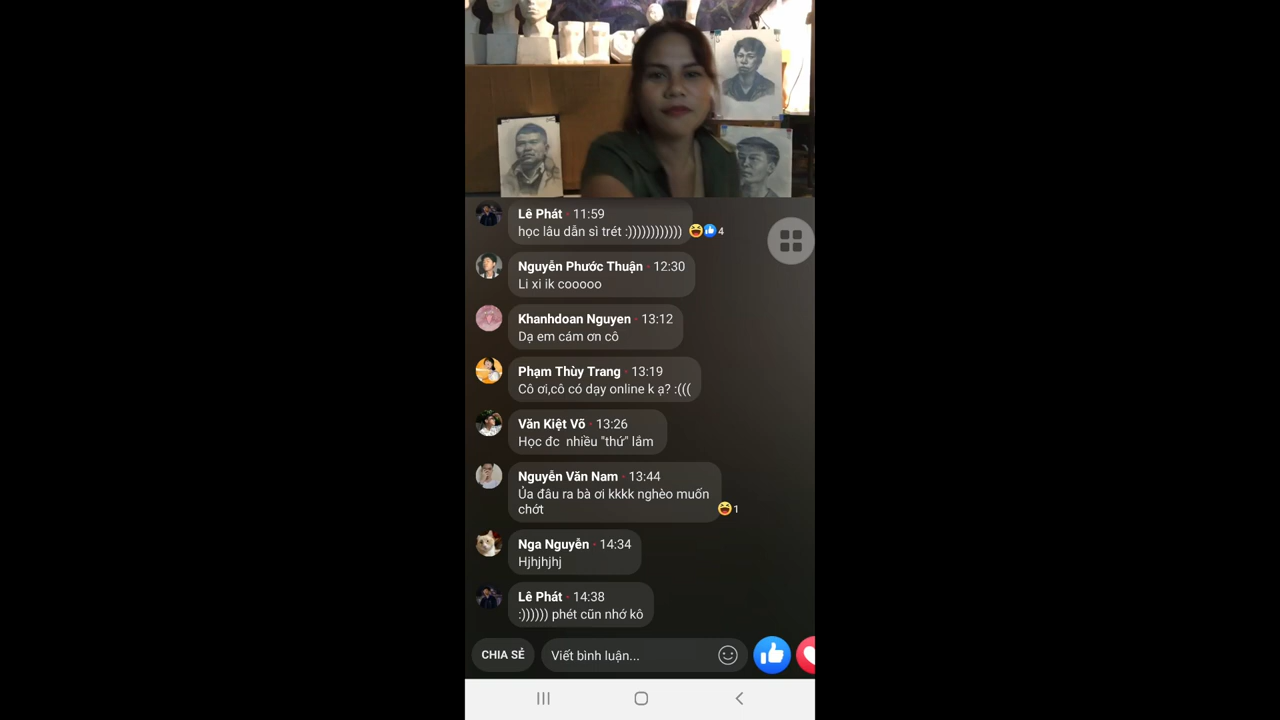 Lê Phát · 11:59
học lâu dẫn sì trét :))))))))))))
4
Nguyễn Phước Thuận · 12:30
Li xi ik cooooo
Khanhdoan Nguyen · 13:12
Dạ em cám ơn cô
Phạm Thùy Trang · 13:19
Cô ơi,cô có dạy online k ạ? :(((
Văn Kiệt Võ · 13:26
Học đc  nhiều "thứ" lắm
Nguyễn Văn Nam · 13:44
Ủa đâu ra bà ơi kkkk nghèo muốn
chớt
1
Nga Nguyễn · 14:34
Hjhjhjhj
Lê Phát · 14:38
:)))))) phét cũn nhớ kô
CHIA SẺ
Viết bình luận...